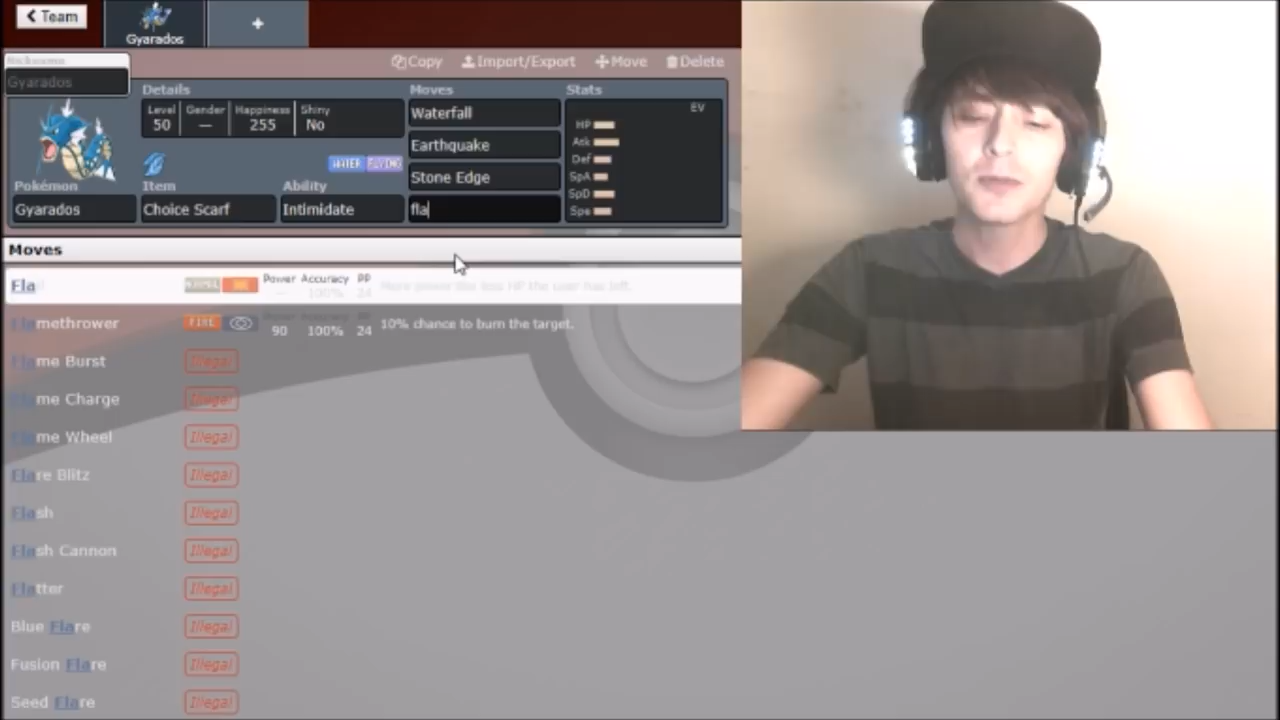 Team
Gyarados
+
Nickname
Gyarados
Copy Import/Export Move Delete
Details
Level Gender Happiness Shiny
50 — 255 No
WATER FLYING
Pokémon Item Ability
Gyarados Choice Scarf Intimidate
Moves
Waterfall
Earthquake
Stone Edge
fla
Stats
EV
HP
Atk
Def
SpA
SpD
Spe
Moves
Fla Power Accuracy PP
100% 24 More power the less HP the user has left.
Flamethrower FIRE 90 100% 24 10% chance to burn the target.
Flame Burst Illegal
Flame Charge Illegal
Flame Wheel Illegal
Flare Blitz Illegal
Flash Illegal
Flash Cannon Illegal
Flatter Illegal
Blue Flare Illegal
Fusion Flare Illegal
Seed Flare Illegal